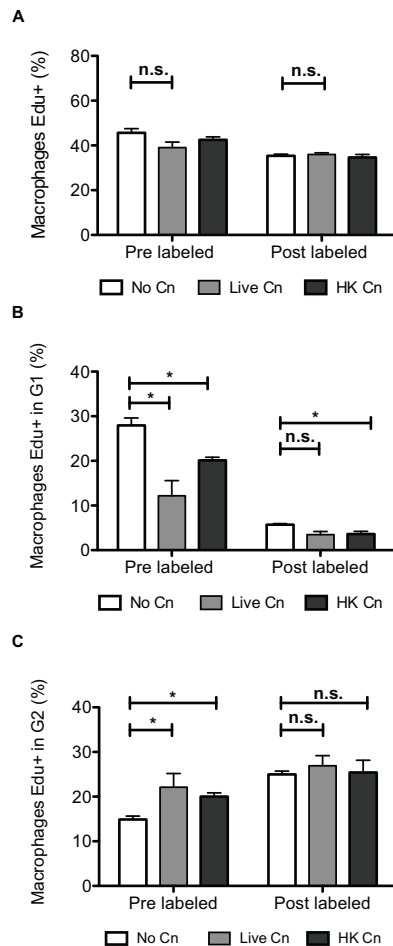 A
Macrophages Edu+ (%)
80
60
40
20
0
n.s.
n.s.
Pre labeled
Post labeled
No Cn
Live Cn
HK Cn
B
Macrophages Edu+ in G1 (%)
40
30
20
10
0
*
*
*
n.s.
Pre labeled
Post labeled
No Cn
Live Cn
HK Cn
C
Macrophages Edu+ in G2 (%)
40
30
20
10
0
*
*
n.s.
n.s.
Pre labeled
Post labeled
No Cn
Live Cn
HK Cn